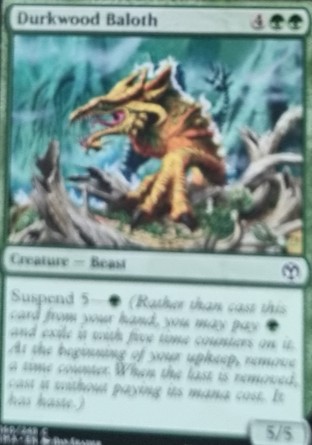 Durkwood Baloth 4
Creature — Beast
Suspend 5— (Rather than cast this
card from your hand, you may pay
and exile it with five time counters on it.
At the beginning of your upkeep, remove
a time counter. When the last is removed,
cast it without paying its mana cost. It
has haste.)
5/5